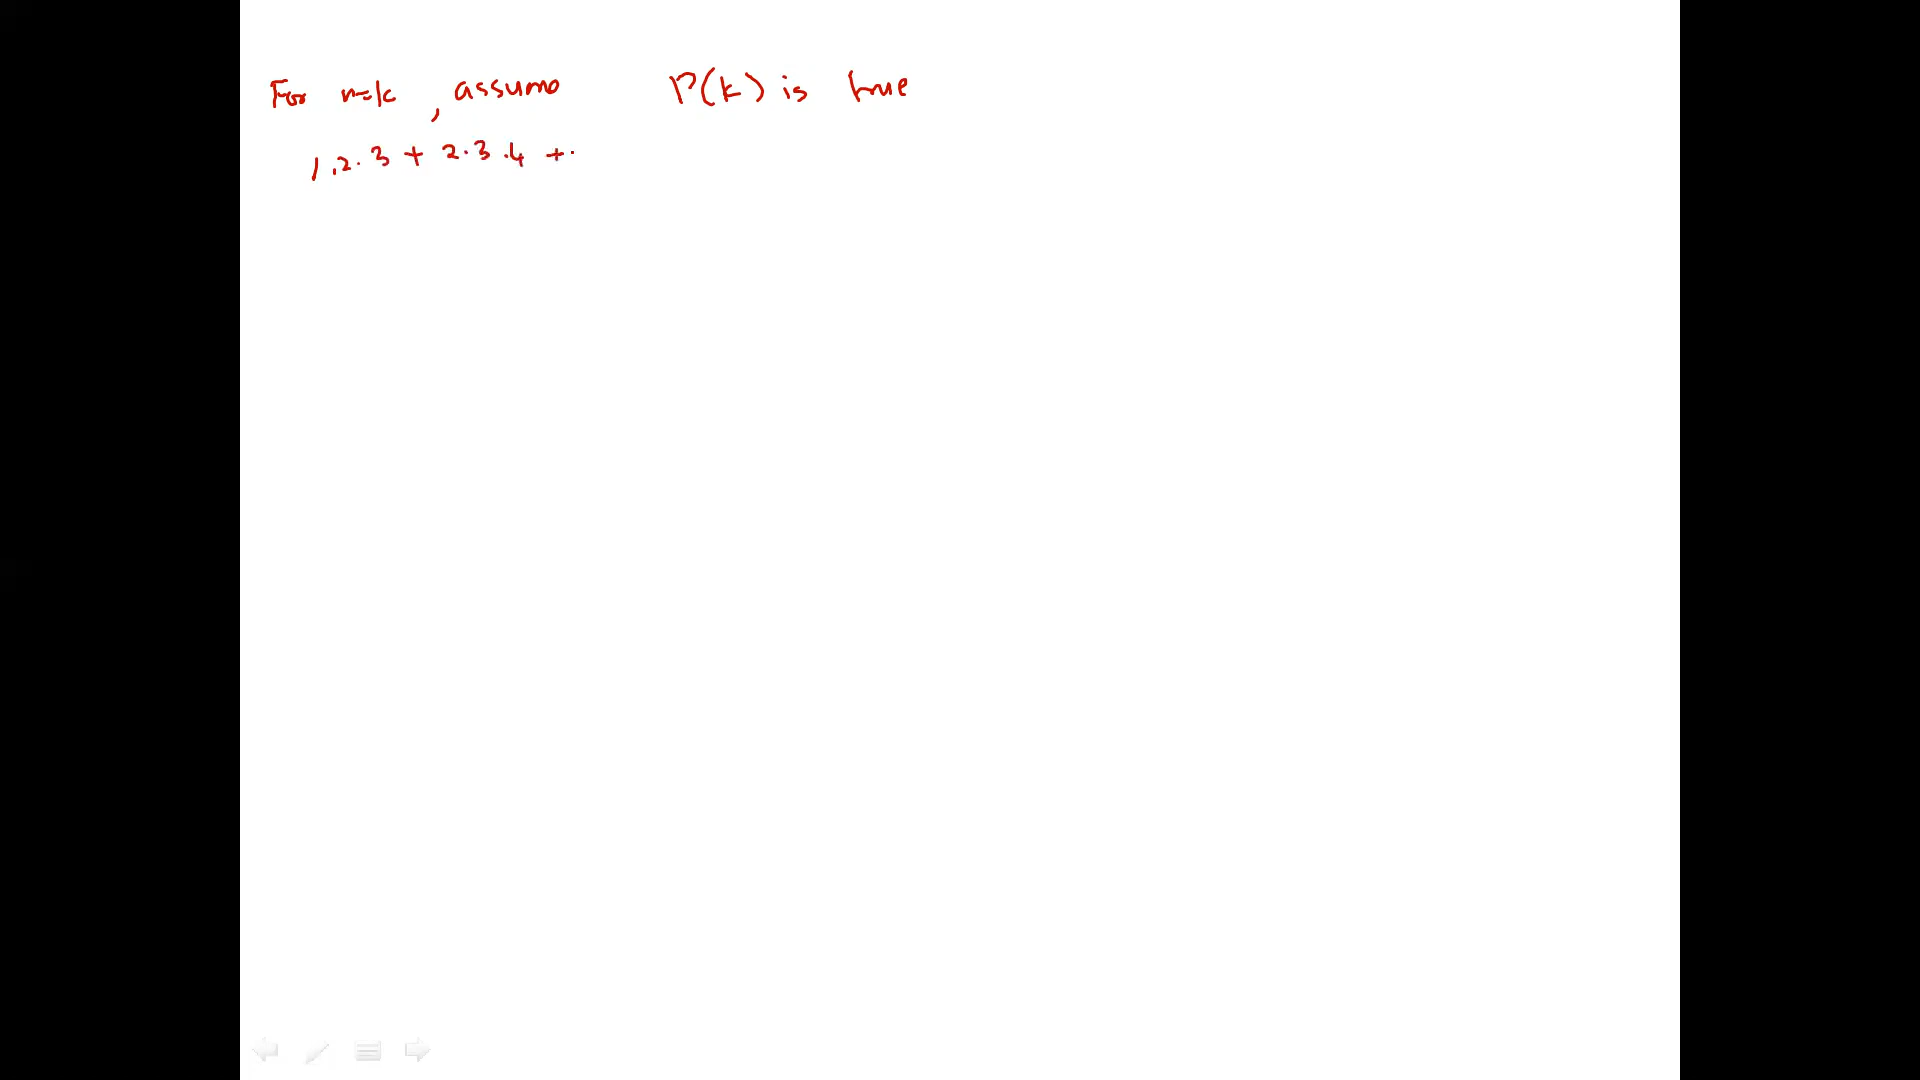 For n=k, assume P(k) is true
1.2.3 + 2.3.4 +.